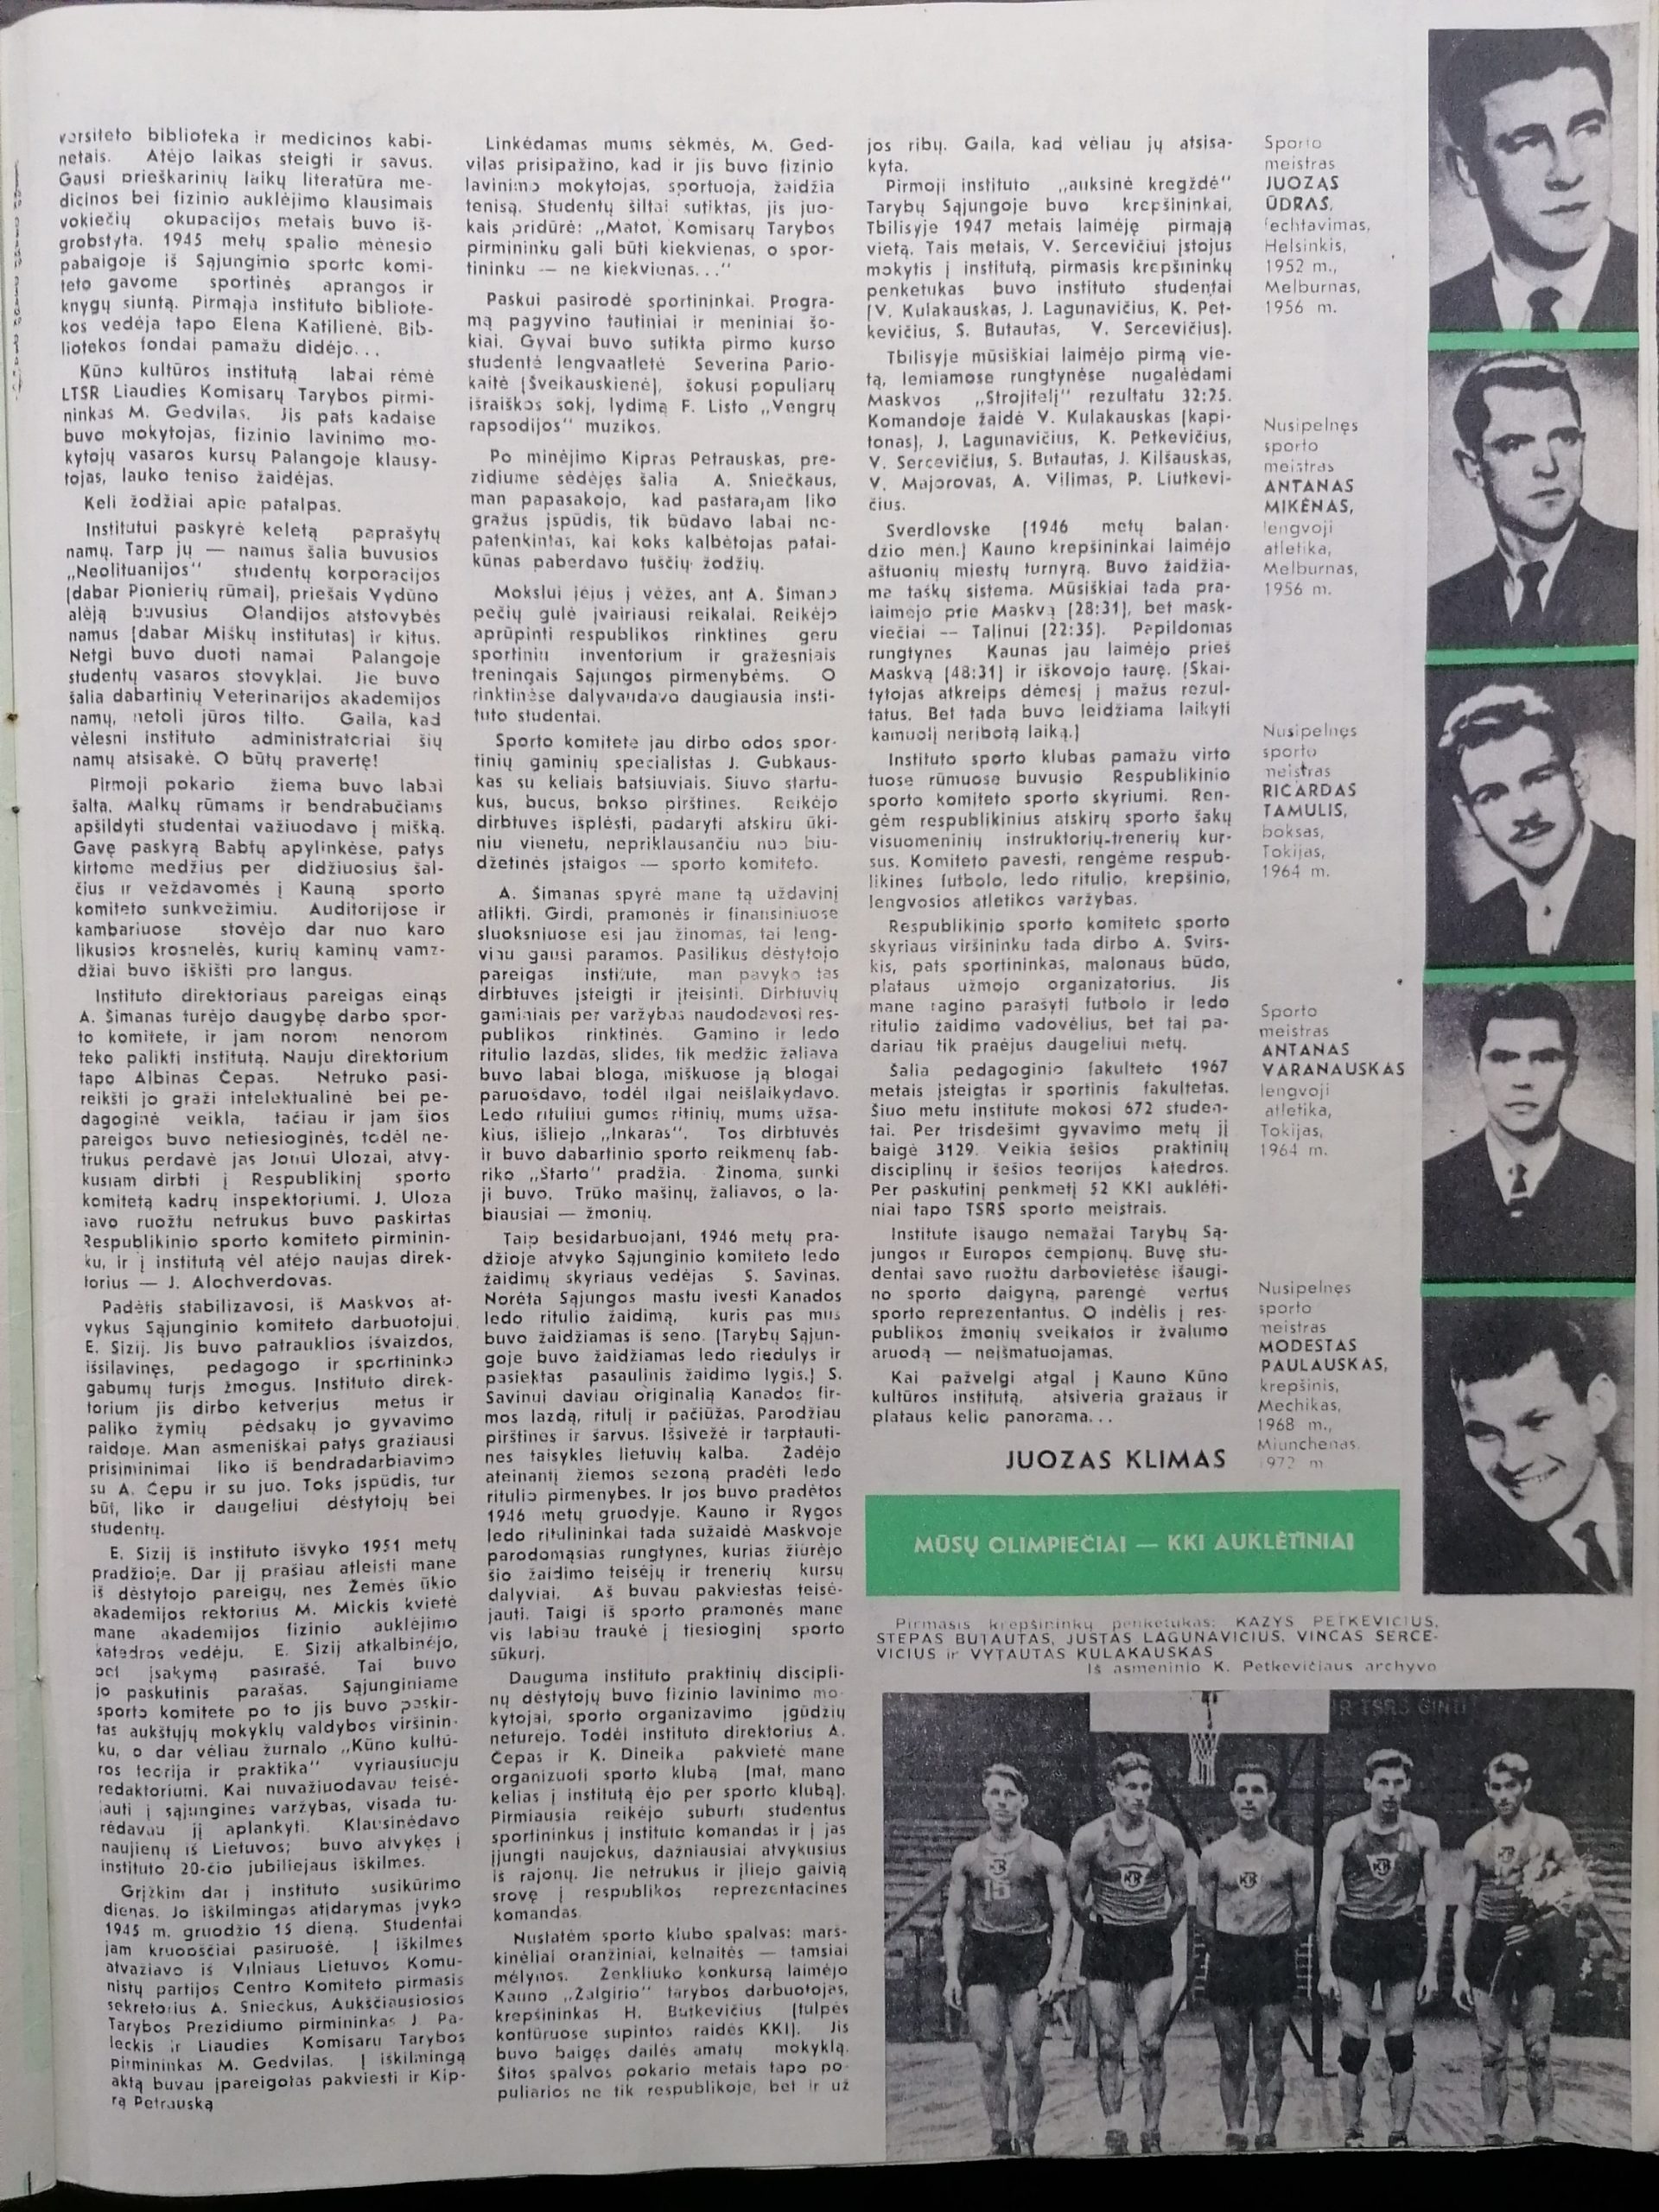 versiteto biblioteka ir medicinos kabi-
netais. Atėjo laikas steigti ir savus.
Gausi prieškarinių laikų literatūra me-
dicinos bei fizinio auklėjimo klausimais
vokiečių okupacijos metais buvo iš-
grobstyta. 1945 metų spalio mėnesio
pabaigoje iš Sąjunginio sporto komi-
teto gavome sportinės aprangos ir
knygų siuntą. Pirmąja instituto bibliote-
kos vedėja tapo Elena Katilienė. Bib-
liotekos fondai pamažu didėjo...
Kūno kultūros institutą labai rėmė
LTSR Liaudies Komisarų Tarybos pirmi-
ninkas M. Gedvilas. Jis pats kadaise
buvo mokytojas, fizinio lavinimo mo-
kytojų vasaros kursų Palangoje klausy-
tojas, lauko teniso žaidėjas.
Keli žodžiai apie patalpas.
Institutui paskyrė keletą paprašytų
namų. Tarp jų — namus šalia buvusios
„Neolituanijos" studentų korporacijos
(dabar Pionierių rūmai), priešais Vydūno
alėją buvusius Olandijos atstovybės
namus (dabar Miškų institutas) ir kitus.
Netgi buvo duoti namai Palangoje
studentų vasaros stovyklai. Jie buvo
šalia dabartinių Veterinarijos akademijos
namų, netoli jūros tilto. Gaila, kad
vėlesni instituto administratoriai šių
namų atsisakė. O būtų pravertę!
Pirmoji pokario žiema buvo labai
šalta. Malkų rūmams ir bendrabučiams
apšildyti studentai važiuodavo į mišką.
Gavę paskyrą Babtų apylinkėse, patys
kirtome medžius per didžiuosius šal-
čius ir veždavomės į Kauną sporto
komiteto sunkvežimiu. Auditorijose ir
kambariuose stovėjo dar nuo karo
likusios krosnelės, kurių kaminų vamz-
džiai buvo iškišti pro langus.
Instituto direktoriaus pareigas einąs
A. Šimanas turėjo daugybę darbo spor-
to komitete, ir jam norom nenorom
teko palikti institutą. Nauju direktorium
tapo Albinas Čepas. Netruko pasi-
reikšti jo graži intelektualinė bei pe-
dagoginė veikla, tačiau ir jam šios
pareigos buvo netiesioginės, todėl ne-
trukus perdavė jas Jonui Ulozai, atvy-
kusiam dirbti į Respublikinį sporto
komitetą kadrų inspektoriumi. J. Uloza
savo ruožtu netrukus buvo paskirtas
Respublikinio sporto komiteto pirminin-
ku, ir į institutą vėl atėjo naujas direk-
torius — J. Alochverdovas.
Padėtis stabilizavosi, iš Maskvos at-
vykus Sąjunginio komiteto darbuotojui
E. Sizij. Jis buvo patrauklios išvaizdos,
išsilavinęs, pedagogo ir sportininko
gabumų turįs žmogus. Instituto direk-
torium jis dirbo ketverius metus ir
paliko žymių pėdsakų jo gyvavimo
raidoje. Man asmeniškai patys gražiausi
prisiminimai liko iš bendradarbiavimo
su A. Čepu ir su juo. Toks įspūdis, tur
būt, liko ir daugeliui dėstytojų bei
studentų.
E. Sizij iš instituto išvyko 1951 metų
pradžioje. Dar jį prašiau atleisti mane
iš dėstytojo pareigų, nes Žemės ūkio
akademijos rektorius M. Mickis kvietė
mane akademijos fizinio auklėjimo
katedros vedėju. E. Sizij atkalbinėjo,
bet įsakymą pasirašė. Tai buvo
jo paskutinis parašas. Sąjunginiame
sporto komitete po to jis buvo paskir-
tas aukštųjų mokyklų valdybos viršinin-
ku, o dar vėliau žurnalo „Kūno kultū-
ros teorija ir praktika" vyriausiuoju
redaktoriumi. Kai nuvažiuodavau teisė-
jauti į sąjungines varžybas, visada tu-
rėdavau jį aplankyti. Klausinėdavo
naujienų iš Lietuvos; buvo atvykęs į
instituto 20-čio jubiliejaus iškilmes.
Grįžkim dar į instituto susikūrimo
dienas. Jo iškilmingas atidarymas įvyko
1945 m. gruodžio 15 dieną. Studentai
jam kruopščiai pasiruošė. Į iškilmes
atvažiavo iš Vilniaus Lietuvos Komu-
nistų partijos Centro Komiteto pirmasis
sekretorius A. Sniečkus, Aukščiausiosios
Tarybos Prezidiumo pirmininkas J. Pa-
leckis ir Liaudies Komisarų Tarybos
pirmininkas M. Gedvilas. Į iškilmingą
aktą buvau įpareigotas pakviesti ir Kip-
rą Petrauską
Linkėdamas mums sėkmės, M. Ged-
vilas prisipažino, kad ir jis buvo fizinio
lavinimo mokytojas, sportuoja, žaidžia
tenisą. Studentų šiltai sutiktas, jis juo-
kais pridūrė: „Matot, Komisarų Tarybos
pirmininku gali būti kiekvienas, o spor-
tininku — ne kiekvienas..."
Paskui pasirodė sportininkai. Progra-
mą pagyvino tautiniai ir meniniai šo-
kiai. Gyvai buvo sutikta pirmo kurso
studentė lengvaatletė Severina Pario-
kaitė (Šveikauskienė), šokusi populiarų
išraiškos šokį, lydimą F. Listo „Vengrų
rapsodijos" muzikos.
Po minėjimo Kipras Petrauskas, pre-
zidiume sėdėjęs šalia A. Sniečkaus,
man papasakojo, kad pastarajam liko
gražus įspūdis, tik būdavo labai ne-
patenkintas, kai koks kalbėtojas patai-
kūnas paberdavo tuščių žodžių.
Mokslui įėjus į vėžes, ant A. Šimano
pečių gulė įvairiausi reikalai. Reikėjo
aprūpinti respublikos rinktines geru
sportiniu inventorium ir gražesniais
treningais Sąjungos pirmenybėms. O
rinktinėse dalyvaudavo daugiausia insti-
tuto studentai.
Sporto komitete jau dirbo odos spor-
tinių gaminių specialistas J. Gubkaus-
kas su keliais batsiuviais. Siuvo startu-
kus, bucus, bokso pirštines. Reikėjo
dirbtuves išplėsti, padaryti atskiru ūki-
niu vienetu, nepriklausančiu nuo biu-
džetinės įstaigos — sporto komiteto.
A. Šimanas spyrė mane tą uždavinį
atlikti. Girdi, pramonės ir finansiniuose
sluoksniuose esi jau žinomas, tai leng-
viau gausi paramos. Pasilikus dėstytojo
pareigas institute, man pavyko tas
dirbtuves įsteigti ir įteisinti. Dirbtuvių
gaminiais per varžybas naudodavosi res-
publikos rinktinės. Gamino ir ledo
ritulio lazdas, slides, tik medžio žaliava
buvo labai bloga, miškuose ją blogai
paruošdavo, todėl ilgai neišlaikydavo.
Ledo rituliui gumos ritinių, mums užsa-
kius, išliejo „Inkaras". Tos dirbtuvės
ir buvo dabartinio sporto reikmenų fab-
riko „Starto" pradžia. Žinoma, sunki
ji buvo. Trūko mašinų, žaliavos, o la-
biausiai — žmonių.
Taip besidarbuojant, 1946 metų pra-
džioje atvyko Sąjunginio komiteto ledo
žaidimų skyriaus vedėjas S. Savinas.
Norėta Sąjungos mastu įvesti Kanados
ledo ritulio žaidimą, kuris pas mus
buvo žaidžiamas iš seno. (Tarybų Sąjun-
goje buvo žaidžiamas ledo riedulys ir
pasiektas pasaulinis žaidimo lygis.) S.
Savinui daviau originalią Kanados fir-
mos lazdą, ritulį ir pačiūžas. Parodžiau
pirštines ir šarvus. Išsivežė ir tarptauti-
nes taisykles lietuvių kalba. Žadėjo
ateinantį žiemos sezoną pradėti ledo
ritulio pirmenybes. Ir jos buvo pradėtos
1946 metų gruodyje. Kauno ir Rygos
ledo ritulininkai tada sužaidė Maskvoje
parodomąsias rungtynes, kurias žiūrėjo
šio žaidimo teisėjų ir trenerių kursų
dalyviai. Aš buvau pakviestas teisė-
jauti. Taigi iš sporto pramonės mane
vis labiau traukė į tiesioginį sporto
sūkurį.
Dauguma instituto praktinių discipli-
nų dėstytojų buvo fizinio lavinimo mo-
kytojai, sporto organizavimo įgūdžių
neturėjo. Todėl instituto direktorius A.
Čepas ir K. Dineika pakvietė mane
organizuoti sporto klubą (mat, mano
kelias į institutą ėjo per sporto klubą).
Pirmiausia reikėjo suburti studentus
sportininkus į instituto komandas ir į jas
įjungti naujokus, dažniausiai atvykusius
iš rajonų. Jie netrukus ir įliejo gaivią
srovę į respublikos reprezentacines
komandas.
Nustatėm sporto klubo spalvas: marš-
kinėliai oranžiniai, kelnaitės — tamsiai
mėlynos. Ženkliuko konkursą laimėjo
Kauno „Žalgirio" tarybos darbuotojas,
krepšininkas H. Butkevičius (tulpės
kontūruose supintos raidės KKI). Jis
buvo baigęs dailės amatų mokyklą.
Šitos spalvos pokario metais tapo po-
puliarios ne tik respublikoje, bet ir už
jos ribų. Gaila, kad vėliau jų atsisa-
kyta.
Pirmoji instituto „auksinė kregždė"
Tarybų Sąjungoje buvo krepšininkai,
Tbilisyje 1947 metais laimėję pirmąją
vietą. Tais metais, V. Sercevičiui įstojus
mokytis į institutą, pirmasis krepšininkų
penketukas buvo instituto studentai
(V. Kulakauskas, J. Lagunavičius, K. Pet-
kevičius, S. Butautas, V. Sercevičius).
Tbilisyje mūsiškiai laimėjo pirmą vie-
tą, lemiamose rungtynėse nugalėdami
Maskvos „Strojitelį" rezultatu 32:25.
Komandoje žaidė V. Kulakauskas (kapi-
tonas), J. Lagunavičius, K. Petkevičius,
V. Sercevičius, S. Butautas, J. Kilšauskas,
V. Majorovas, A. Vilimas, P. Liutkevi-
čius.
Sverdlovske (1946 metų balan-
džio mėn.) Kauno krepšininkai laimėjo
aštuonių miestų turnyrą. Buvo žaidžia-
ma taškų sistema. Mūsiškiai tada pra-
laimėjo prie Maskvą (28:31), bet mask-
viečiai — Talinui (22:35). Papildomas
rungtynes Kaunas jau laimėjo prieš
Maskvą (48:31) ir iškovojo taurę. (Skai-
tytojas atkreips dėmesį į mažus rezul-
tatus. Bet tada buvo leidžiama laikyti
kamuolį neribotą laiką.)
Instituto sporto klubas pamažu virto
tuose rūmuose buvusio Respublikinio
sporto komiteto sporto skyriumi. Ren-
gėm respublikinius atskirų sporto šakų
visuomeninių instruktorių-trenerių kur-
sus. Komiteto pavesti, rengėme respub-
likines futbolo, ledo ritulio, krepšinio,
lengvosios atletikos varžybas.
Respublikinio sporto komiteto sporto
skyriaus viršininku tada dirbo A. Svirs-
kis, pats sportininkas, malonaus būdo,
plataus užmojo organizatorius. Jis
mane ragino parašyti futbolo ir ledo
ritulio žaidimo vadovėlius, bet tai pa-
dariau tik praėjus daugeliui metų.
Šalia pedagoginio fakulteto 1967
metais įsteigtas ir sportinis fakultetas.
Šiuo metu institute mokosi 672 studen-
tai. Per trisdešimt gyvavimo metų jį
baigė 3129. Veikia šešios praktinių
disciplinų ir šešios teorijos katedros.
Per paskutinį penkmetį 52 KKI auklėti-
niai tapo TSRS sporto meistrais.
Institute išaugo nemažai Tarybų Są-
jungos ir Europos čempionų. Buvę stu-
dentai savo ruožtu darbovietėse išaugi-
no sporto daigyną, parengė vertus
sporto reprezentantus. O indėlis į res-
publikos žmonių sveikatos ir žvalumo
aruodą — neišmatuojamas.
Kai pažvelgi atgal į Kauno Kūno
kultūros institutą, atsiveria gražaus ir
plataus kelio panorama...
JUOZAS KLIMAS
Sporto
meistras
JUOZAS
ŪDRAS,
fechtavimas,
Helsinkis,
1952 m.,
Melburnas,
1956 m.
Nusipelnęs
sporto
meistras
ANTANAS
MIKĖNAS,
lengvoji
atletika,
Melburnas,
1956 m.
Nusipelnęs
sporto
meistras
RIČARDAS
TAMULIS,
boksas,
Tokijas,
1964 m.
Sporto
meistras
ANTANAS
VARANAUSKAS
lengvoji
atletika,
Tokijas,
1964 m.
Nusipelnęs
sporto
meistras
MODESTAS
PAULAUSKAS,
krepšinis,
Mechikas,
1968 m.,
Miunchenas,
1972 m
MŪSŲ OLIMPIEČIAI — KKI AUKLĖTINIAI
Pirmasis krepšininkų penketukas: KAZYS PETKEVIČIUS,
STEPAS BUTAUTAS, JUSTAS LAGUNAVIČIUS, VINCAS SERCE-
VIČIUS ir VYTAUTAS KULAKAUSKAS
Iš asmeninio K. Petkevičiaus archyvo
IR TSRS GINTI
15